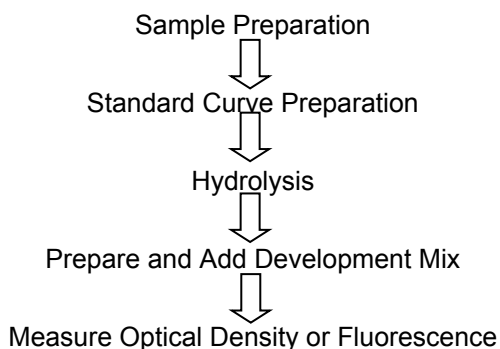 Sample Preparation
Standard Curve Preparation
Hydrolysis
Prepare and Add Development Mix
Measure Optical Density or Fluorescence